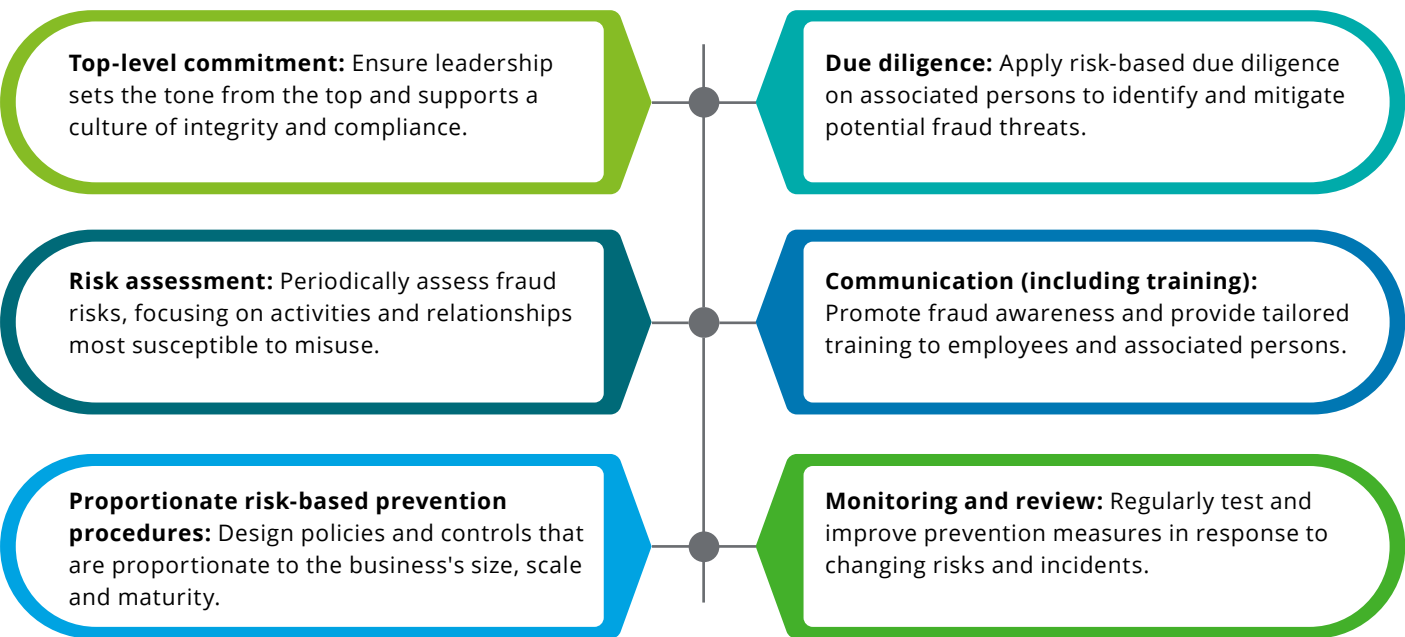 Top-level commitment: Ensure leadership
sets the tone from the top and supports a
culture of integrity and compliance.
Risk assessment: Periodically assess fraud
risks, focusing on activities and relationships
most susceptible to misuse.
Proportionate risk-based prevention
procedures: Design policies and controls that
are proportionate to the business's size, scale
and maturity.
Due diligence: Apply risk-based due diligence
on associated persons to identify and mitigate
potential fraud threats.
Communication (including training):
Promote fraud awareness and provide tailored
training to employees and associated persons.
Monitoring and review: Regularly test and
improve prevention measures in response to
changing risks and incidents.